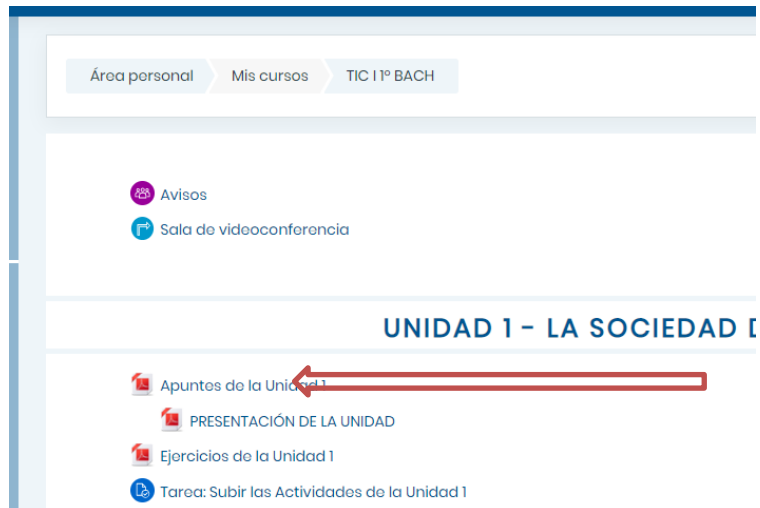 Área personal Mis cursos TIC I 1º BACH
Avisos
Sala de videoconferencia
UNIDAD 1 - LA SOCIEDAD D
Apuntes de la Unidad 1
PRESENTACIÓN DE LA UNIDAD
Ejercicios de la Unidad 1
Tarea: Subir las Actividades de la Unidad 1